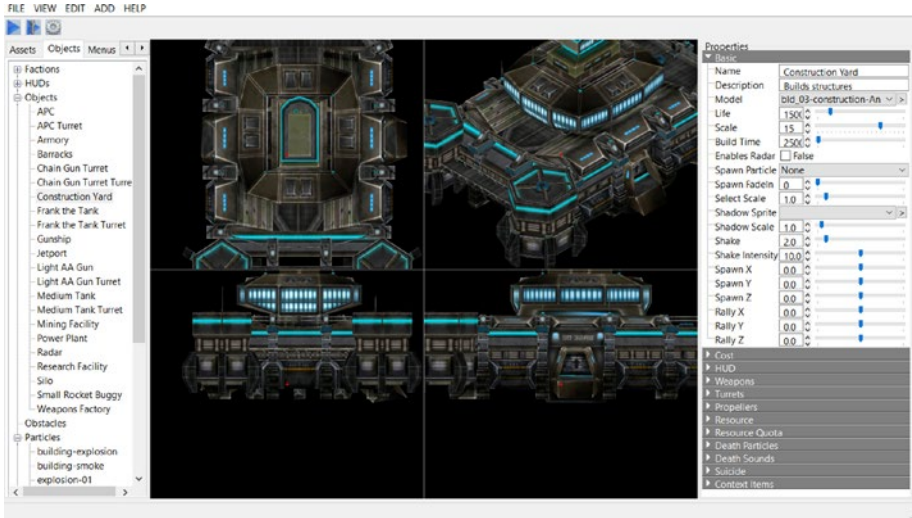 FILE VIEW EDIT ADD HELP
Assets Objects Menus
Factions
HUDs
Objects
APC
APC Turret
Armory
Barracks
Chain Gun Turret
Chain Gun Turret Turre
Construction Yard
Frank the Tank
Frank the Tank Turret
Gunship
Jetport
Light AA Gun
Light AA Gun Turret
Medium Tank
Medium Tank Turret
Mining Facility
Power Plant
Radar
Research Facility
Silo
Small Rocket Buggy
Weapons Factory
Obstacles
Particles
building-explosion
building-smoke
explosion-01
Properties
Basic
Name Construction Yard
Description Builds structures
Model bld_03-construction-An
Life
Scale 15
Build Time
Enables Radar False
Spawn Particle None
Spawn FadeIn 0
Select Scale 1.0
Shadow Sprite
Shadow Scale 1.0
Shake 2.0
Shake Intensity 10.0
Spawn X 0.0
Spawn Y 0.0
Spawn Z 0.0
Rally X 0.0
Rally Y 0.0
Rally Z 0.0
Cost
HUD
Weapons
Turrets
Propellers
Resource
Resource Quota
Death Particles
Death Sounds
Suicide
Context Items